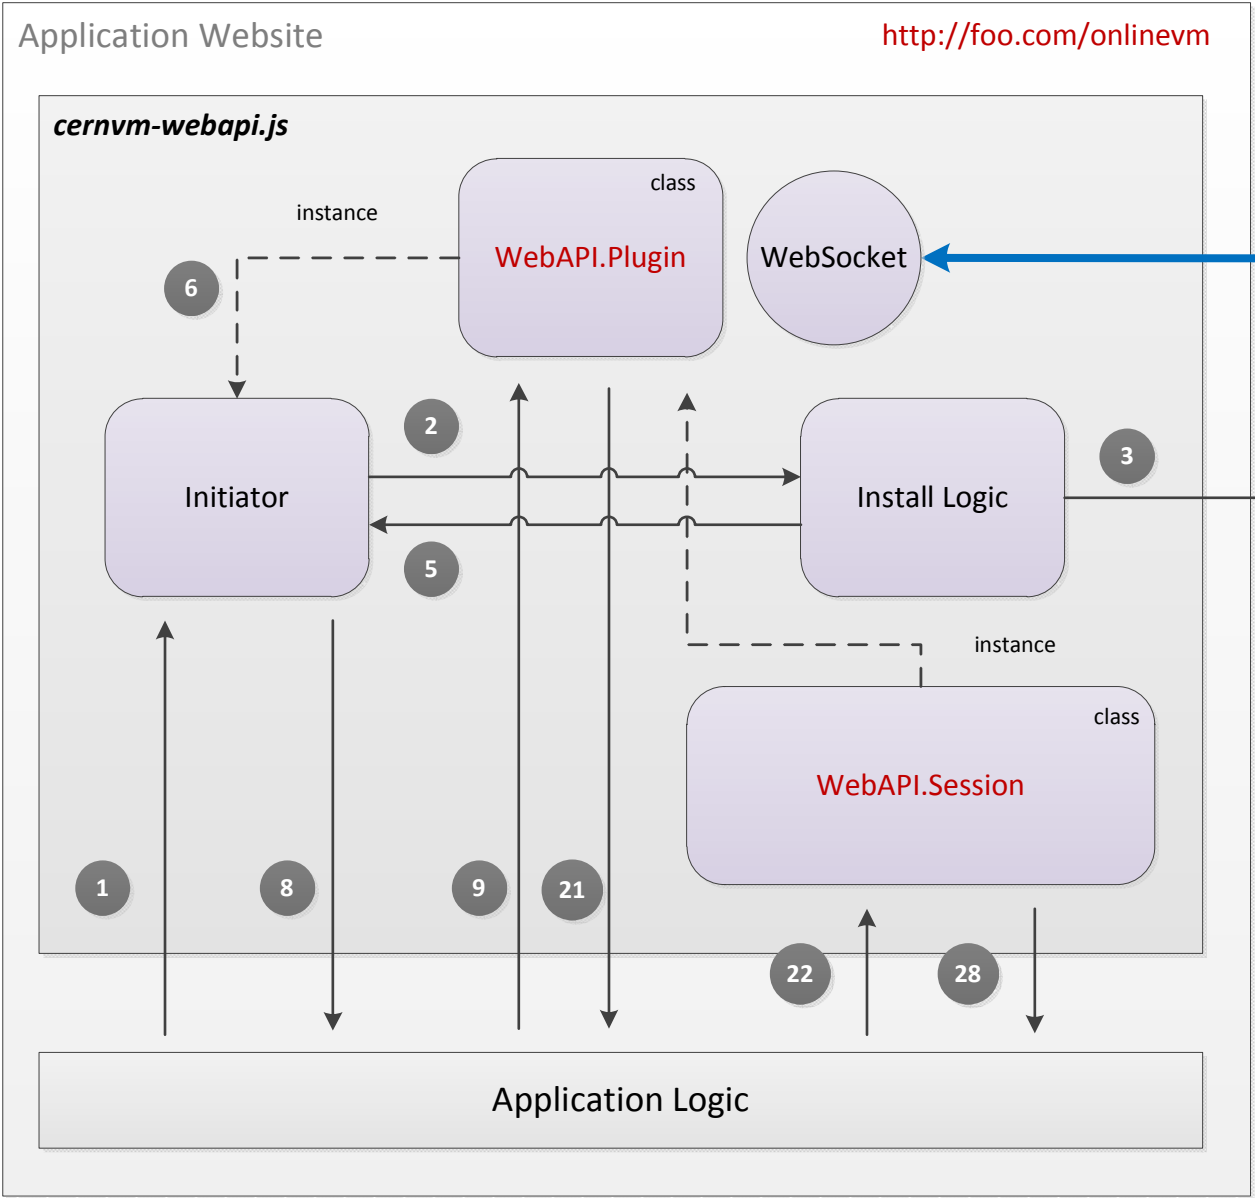 Application Website
http://foo.com/onlinevm
cernvm-webapi.js
class
instance
WebAPI.Plugin
WebSocket
6
2
3
Initiator
Install Logic
5
instance
class
WebAPI.Session
1
8
9
21
22
28
Application Logic